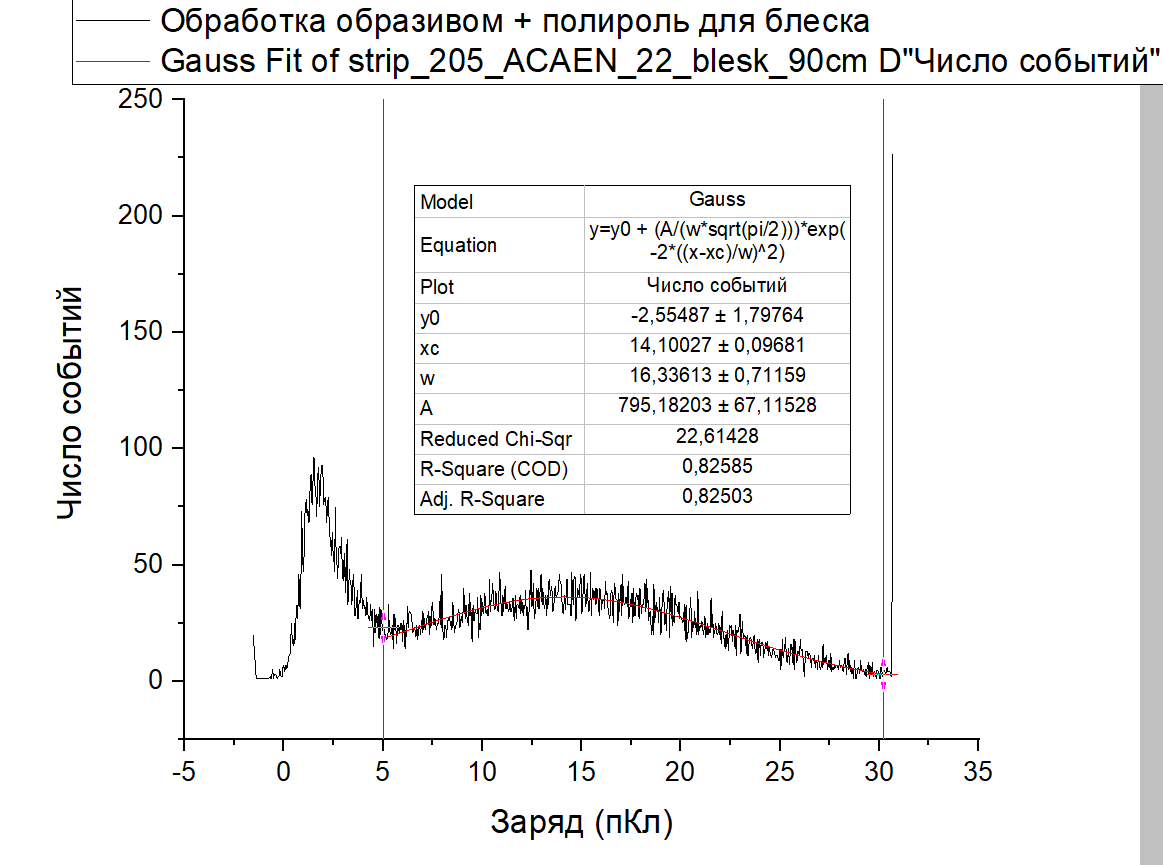 Обработка образивом + полироль для блеска
Gauss Fit of strip_205_ACAEN_22_blesk_90cm D"Число событий"
250
200
150
100
50
0
Число событий
Model Gauss
Equation y=y0 + (A/(w*sqrt(pi/2)))*exp(
-2*((x-xc)/w)^2)
Plot Число событий
y0 -2,55487 ± 1,79764
xc 14,10027 ± 0,09681
w 16,33613 ± 0,71159
A 795,18203 ± 67,11528
Reduced Chi-Sqr 22,61428
R-Square (COD) 0,82585
Adj. R-Square 0,82503
-5 0 5 10 15 20 25 30 35
Заряд (пКл)